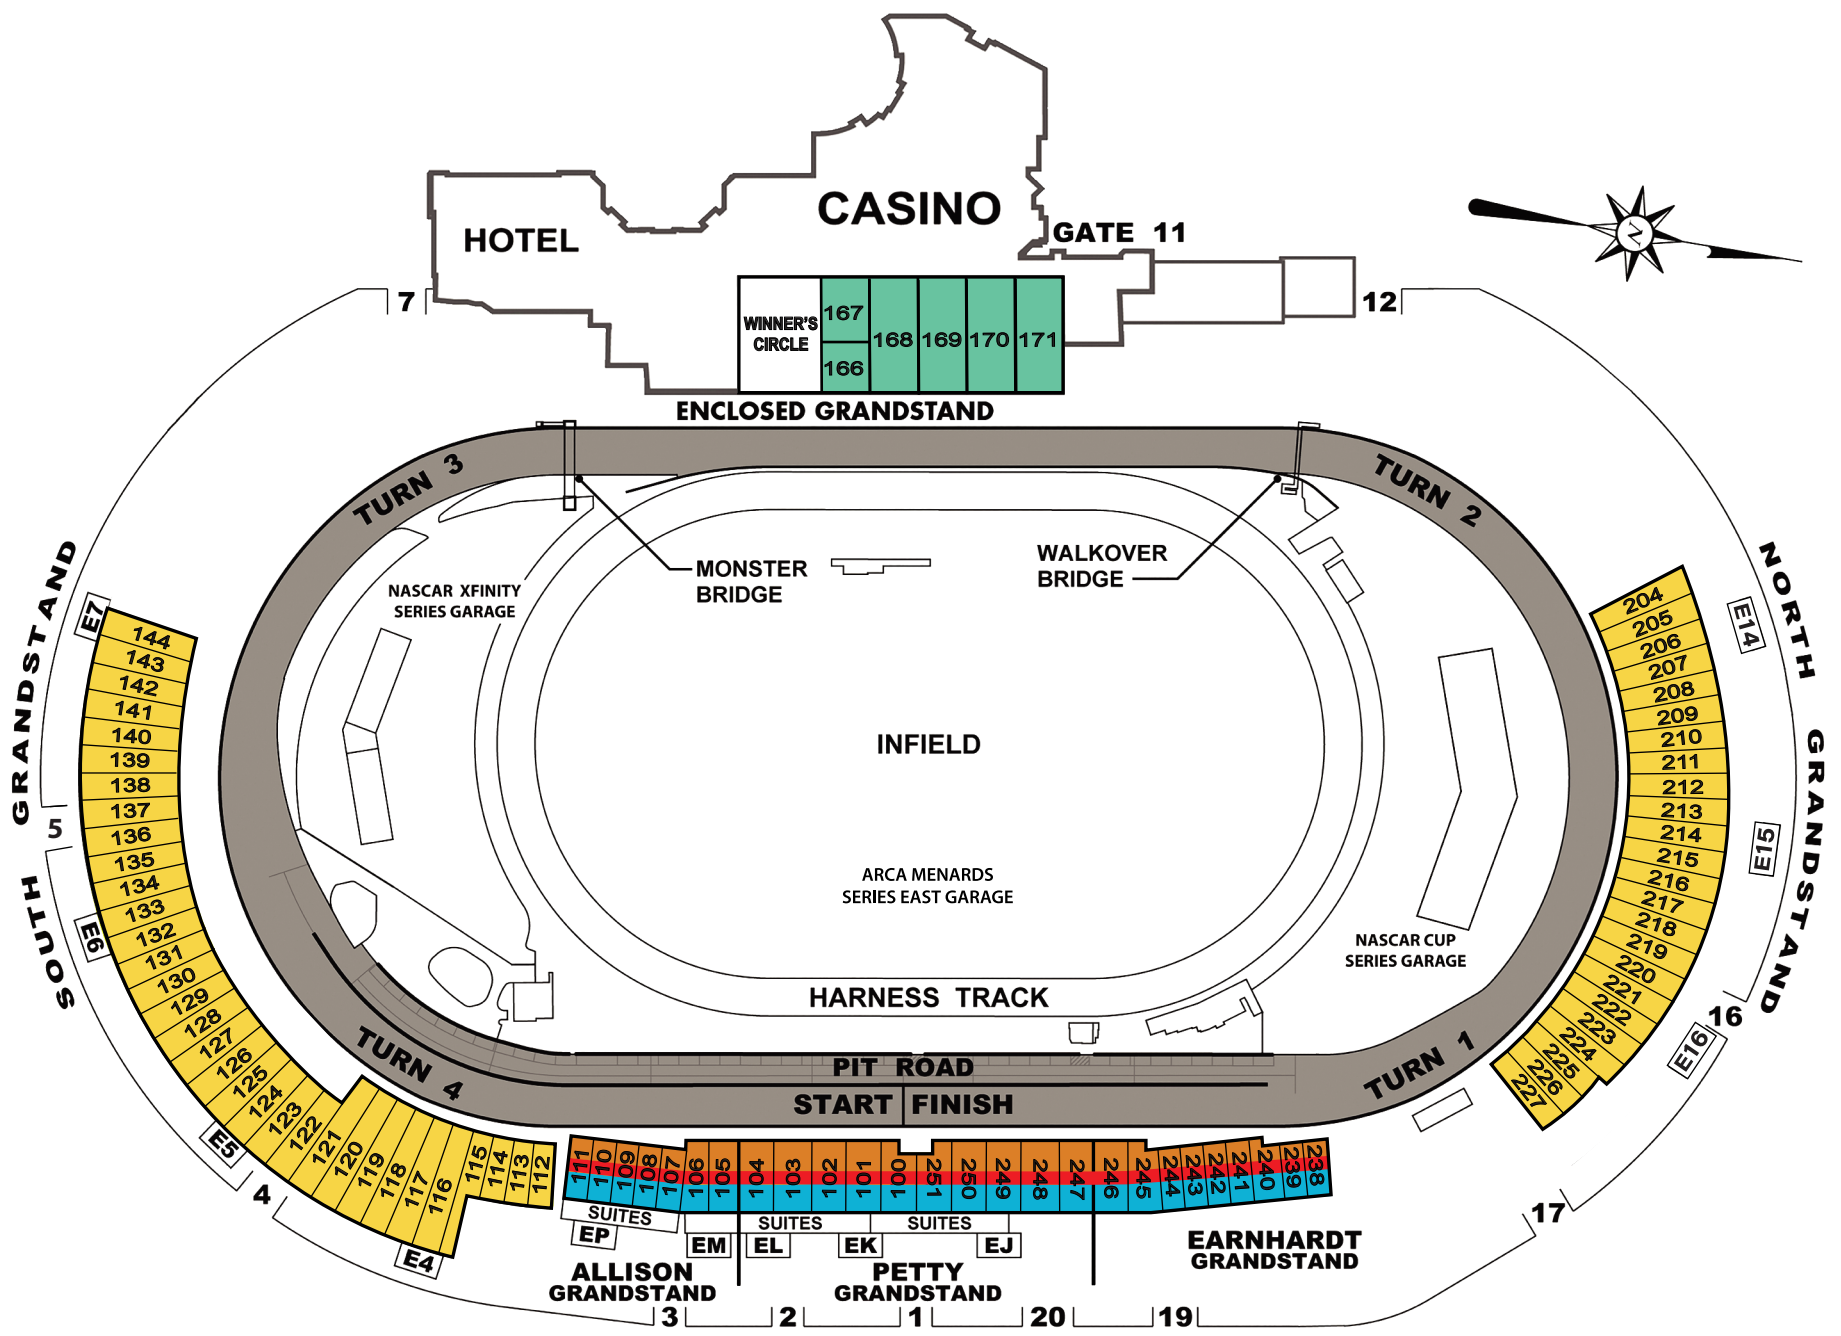 CASINO
HOTEL
GATE 11
N
7
12
WINNER'S
CIRCLE
167
166
168
169
170
171
ENCLOSED GRANDSTAND
TURN 3
TURN 2
MONSTER
BRIDGE
WALKOVER
BRIDGE
NASCAR XFINITY
SERIES GARAGE
INFIELD
ARCA MENARDS
SERIES EAST GARAGE
NASCAR CUP
SERIES GARAGE
HARNESS TRACK
PIT ROAD
START FINISH
TURN 4
TURN 1
SOUTH GRANDSTAND
NORTH GRANDSTAND
E7
144
143
142
141
140
139
138
137
136
135
134
133
132
131
130
129
128
127
126
125
124
123
122
121
120
119
118
117
116
115
114
113
112
5
E6
E5
4
E4
204
205
206
207
208
209
210
211
212
213
214
215
216
217
218
219
220
221
222
223
224
225
226
227
E14
E15
16
E16
17
111
110
109
108
107
106
105
104
103
102
101
100
251
250
249
248
247
246
245
244
243
242
241
240
239
238
SUITES
SUITES
SUITES
EP
EM
EL
EK
EJ
ALLISON
GRANDSTAND
PETTY
GRANDSTAND
EARNHARDT
GRANDSTAND
3
2
1
20
19